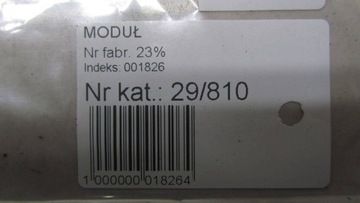 MODUŁ
Nr fabr. 23%
Indeks: 001826
Nr kat.: 29/810
1 000000 018264